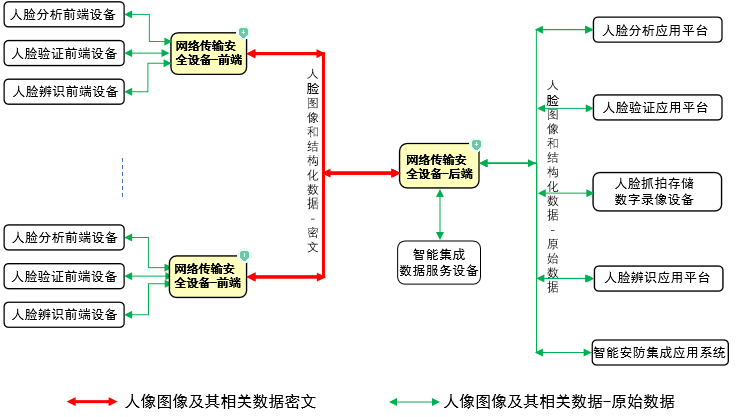 人脸分析前端设备
人脸验证前端设备
人脸辨识前端设备
网络传输安
全设备-前端
人脸图像和结构化数据-密文
人脸分析前端设备
人脸验证前端设备
人脸辨识前端设备
网络传输安
全设备-前端
网络传输安
全设备-后端
智能集成
数据服务设备
人脸图像和结构化数据-原始数据
人脸分析应用平台
人脸验证应用平台
人脸抓拍存储
数字录像设备
人脸辨识应用平台
智能安防集成应用系统
人像图像及其相关数据密文
人像图像及其相关数据-原始数据